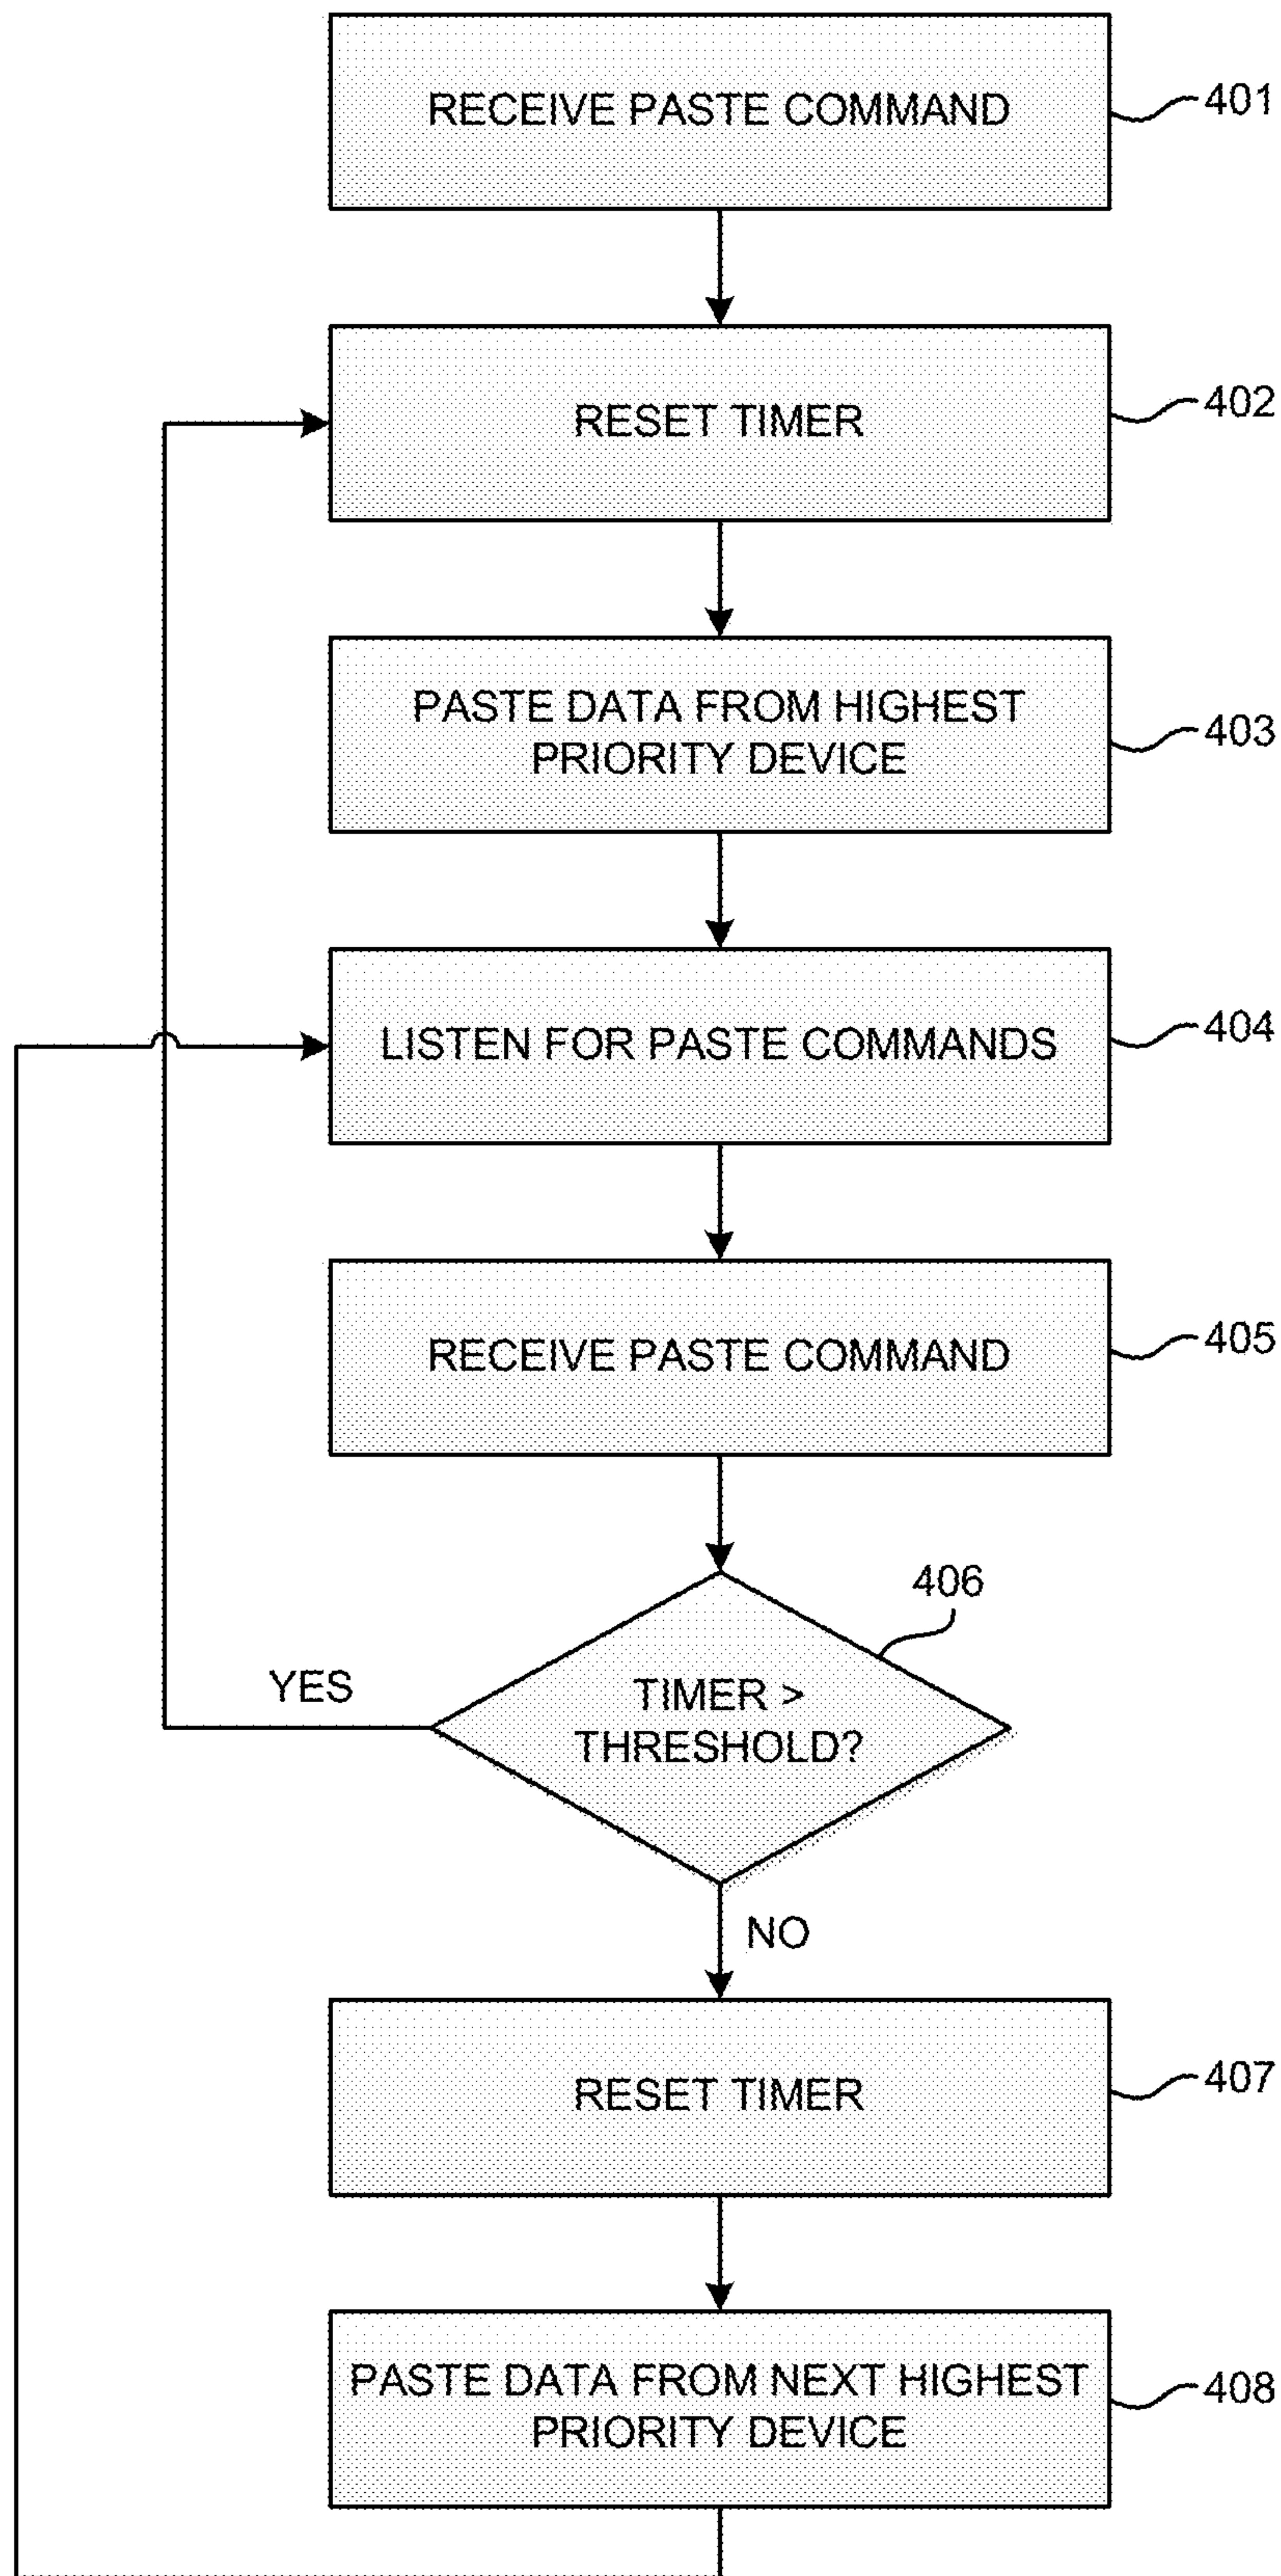 RECEIVE PASTE COMMAND
401
RESET TIMER
402
PASTE DATA FROM HIGHEST
PRIORITY DEVICE
403
LISTEN FOR PASTE COMMANDS
404
RECEIVE PASTE COMMAND
405
406
YES
TIMER >
THRESHOLD?
NO
RESET TIMER
407
PASTE DATA FROM NEXT HIGHEST
PRIORITY DEVICE
408